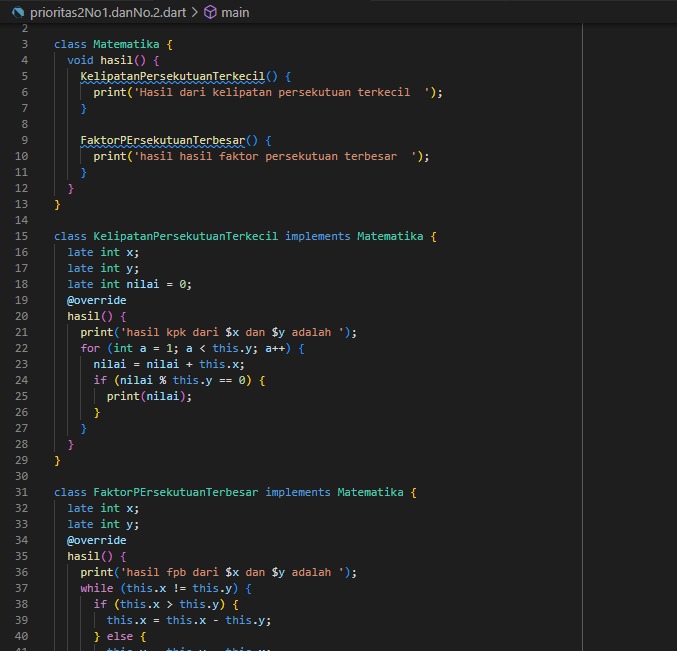 prioritas2No1.danNo.2.dart > main
2
3 class Matematika {
4 void hasil() {
5 KelipatanPersekutuanTerkecil() {
6 print('Hasil dari kelipatan persekutuan terkecil  ');
7 }
8
9 FaktorPErsekutuanTerbesar() {
10 print('hasil hasil faktor persekutuan terbesar  ');
11 }
12 }
13 }
14
15 class KelipatanPersekutuanTerkecil implements Matematika {
16 late int x;
17 late int y;
18 late int nilai = 0;
19 @override
20 hasil() {
21 print('hasil kpk dari $x dan $y adalah ');
22 for (int a = 1; a < this.y; a++) {
23 nilai = nilai + this.x;
24 if (nilai % this.y == 0) {
25 print(nilai);
26 }
27 }
28 }
29 }
30
31 class FaktorPErsekutuanTerbesar implements Matematika {
32 late int x;
33 late int y;
34 @override
35 hasil() {
36 print('hasil fpb dari $x dan $y adalah ');
37 while (this.x != this.y) {
38 if (this.x > this.y) {
39 this.x = this.x - this.y;
40 } else {